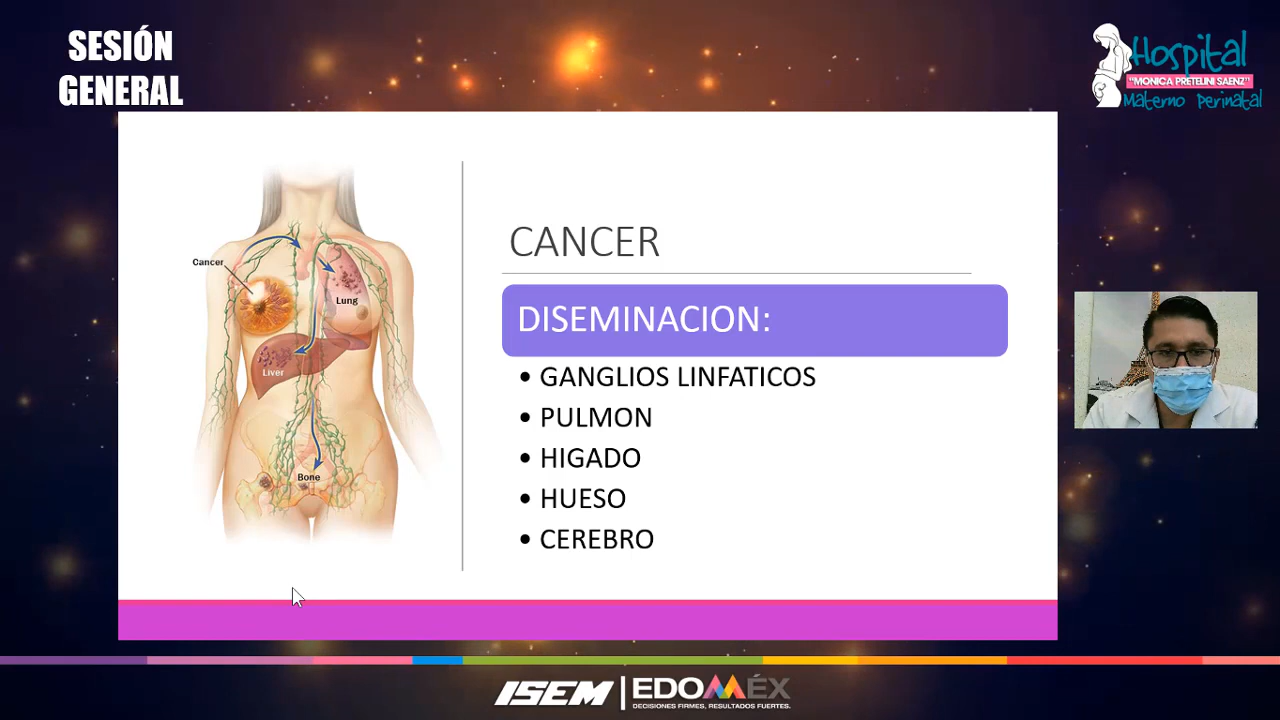 SESIÓN
GENERAL
Hospital
"MONICA PRETELINI SAENZ"
Materno Perinatal
Cancer
Lung
Liver
Bone
CANCER
DISEMINACION:
• GANGLIOS LINFATICOS
• PULMON
• HIGADO
• HUESO
• CEREBRO
ISEM
EDOMÉX
DECISIONES FIRMES, RESULTADOS FUERTES.